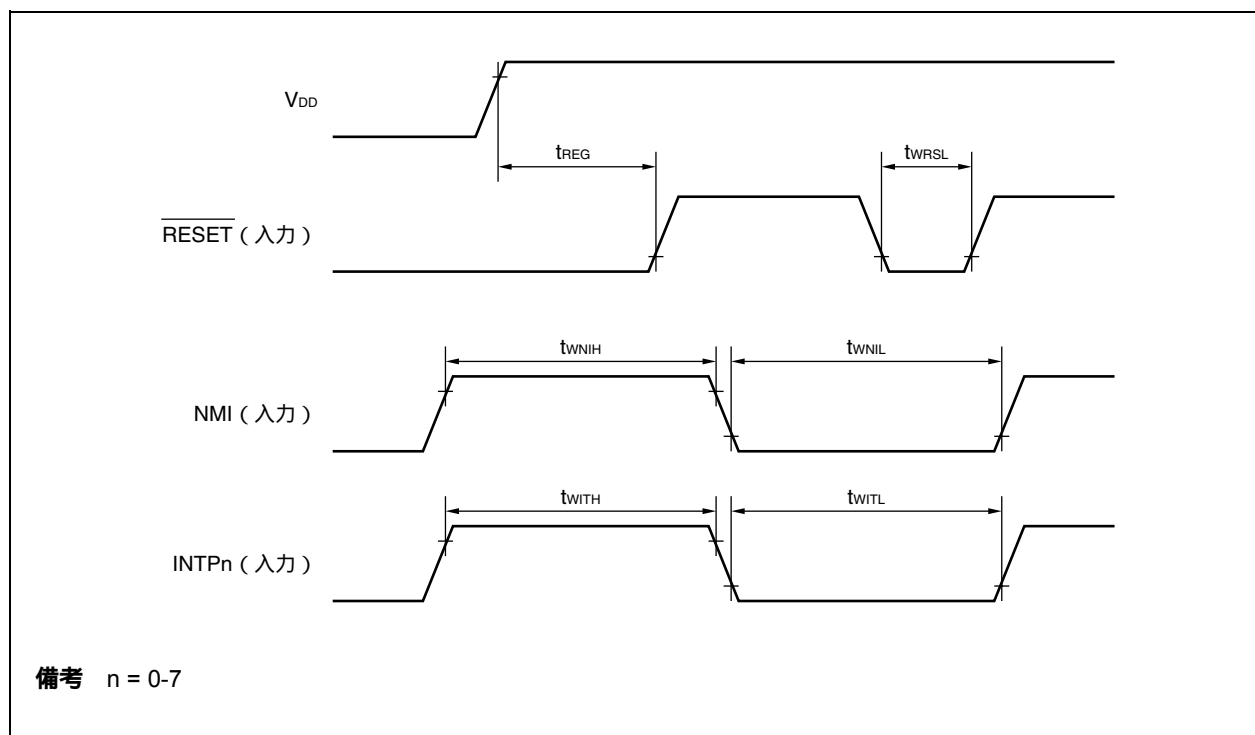 VDD
tREG
tWRSL
RESET（入力）
tWNIH
tWNIL
NMI（入力）
tWITH
tWITL
INTPn（入力）
備考 n = 0-7